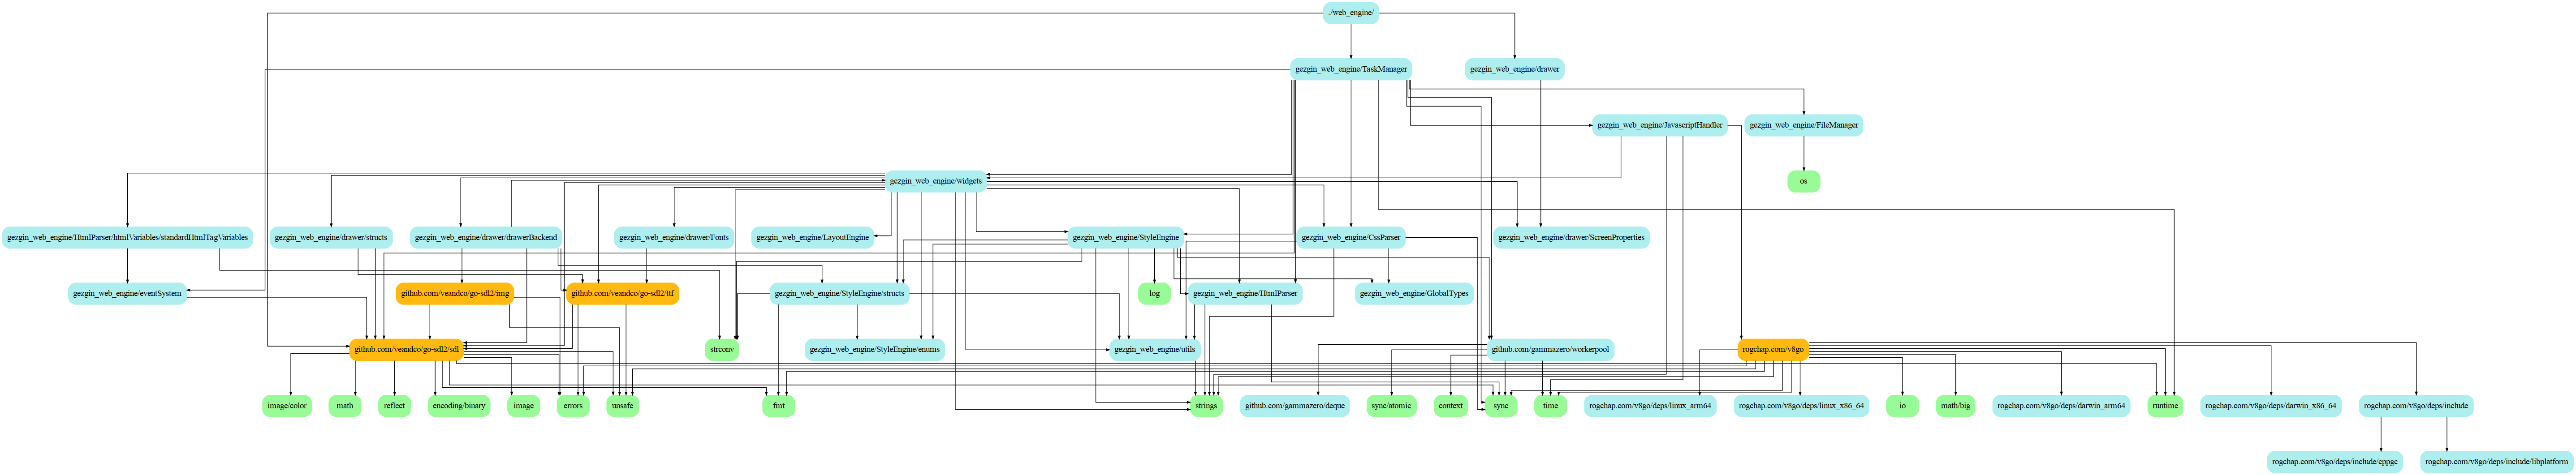 ./web_engine/
gezgin_web_engine/TaskManager
gezgin_web_engine/drawer
gezgin_web_engine/JavascriptHandler
gezgin_web_engine/FileManager
gezgin_web_engine/widgets
os
gezgin_web_engine/HtmlParser/htmlVariables/standardHtmlTagVariables
gezgin_web_engine/drawer/structs
gezgin_web_engine/drawer/drawerBackend
gezgin_web_engine/drawer/Fonts
gezgin_web_engine/LayoutEngine
gezgin_web_engine/StyleEngine
gezgin_web_engine/CssParser
gezgin_web_engine/drawer/ScreenProperties
gezgin_web_engine/eventSystem
github.com/veandco/go-sdl2/img
github.com/veandco/go-sdl2/ttf
gezgin_web_engine/StyleEngine/structs
log
gezgin_web_engine/HtmlParser
gezgin_web_engine/GlobalTypes
github.com/veandco/go-sdl2/sdl
strconv
gezgin_web_engine/StyleEngine/enums
gezgin_web_engine/utils
github.com/gammazero/workerpool
rogchap.com/v8go
image/color
math
reflect
encoding/binary
image
errors
unsafe
fmt
strings
github.com/gammazero/deque
sync/atomic
context
sync
time
rogchap.com/v8go/deps/linux_arm64
rogchap.com/v8go/deps/linux_x86_64
io
math/big
rogchap.com/v8go/deps/darwin_arm64
runtime
rogchap.com/v8go/deps/darwin_x86_64
rogchap.com/v8go/deps/include
rogchap.com/v8go/deps/include/cppgc
rogchap.com/v8go/deps/include/libplatform